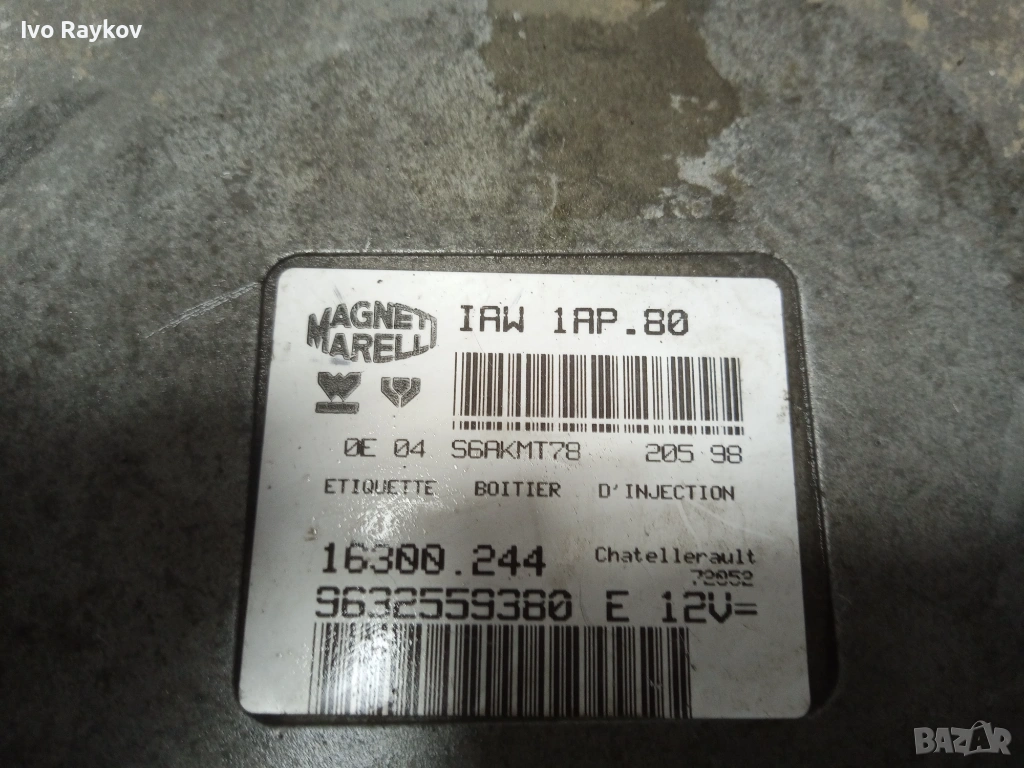 Ivo Raykov
MAGNETI MARELLI
IAW 1AP.80
0E 04 S6AKMT78 205 98
ETIQUETTE BOITIER D'INJECTION
16300.244 Chatellerault
72052
9632559380 E 12V=
BAZAR